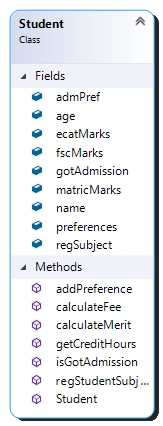 Student
Class
Fields
admPref
age
ecatMarks
fscMarks
gotAdmission
matricMarks
name
preferences
regSubject
Methods
addPreference
calculateFee
calculateMerit
getCreditHours
isGotAdmission
regStudentSubj...
Student